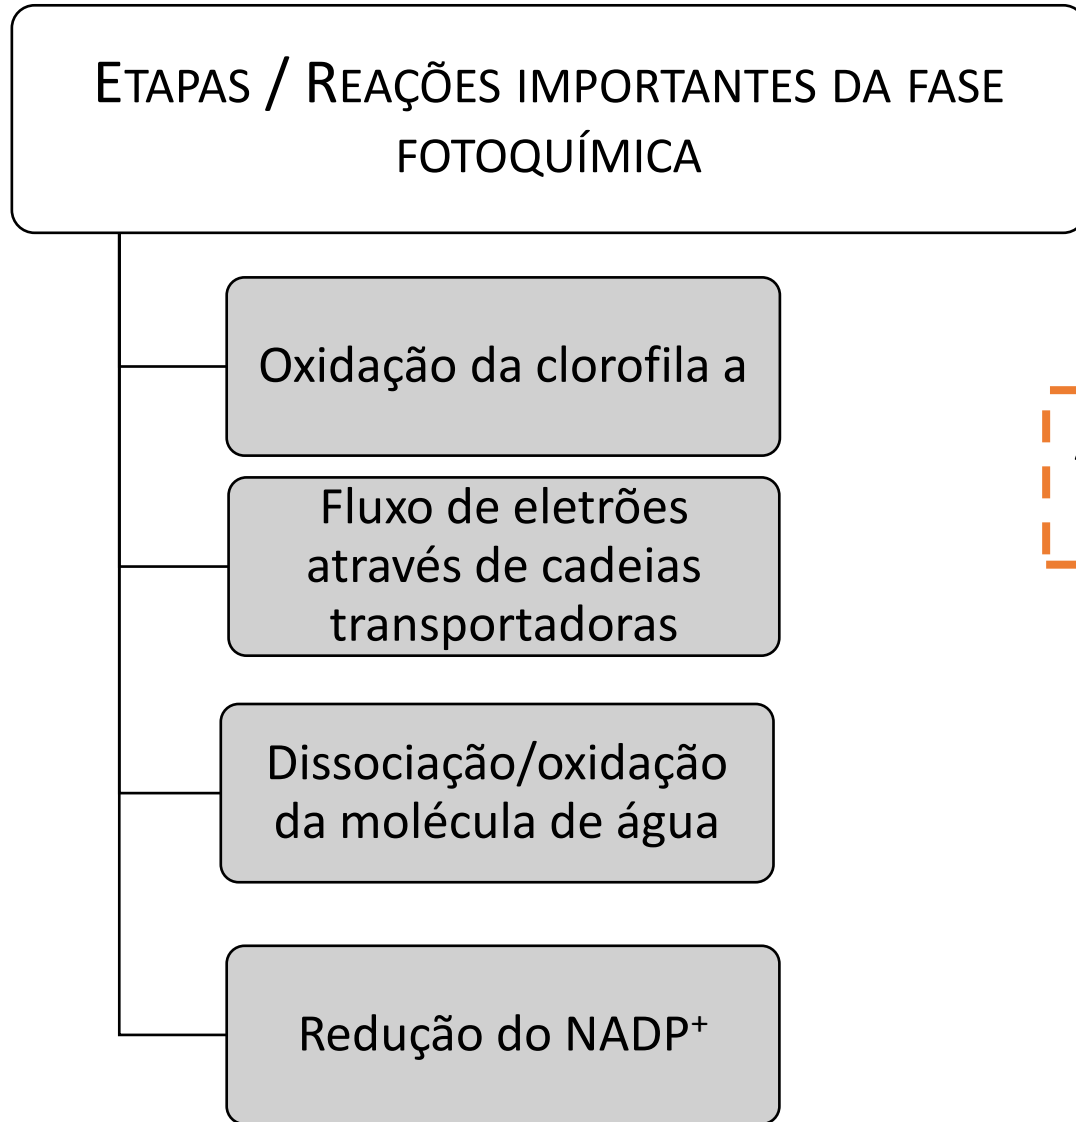 ETAPAS / REAÇÕES IMPORTANTES DA FASE
FOTOQUÍMICA
Oxidação da clorofila a
Fluxo de eletrões
através de cadeias
transportadoras
Dissociação/oxidação
da molécula de água
Redução do NADP⁺